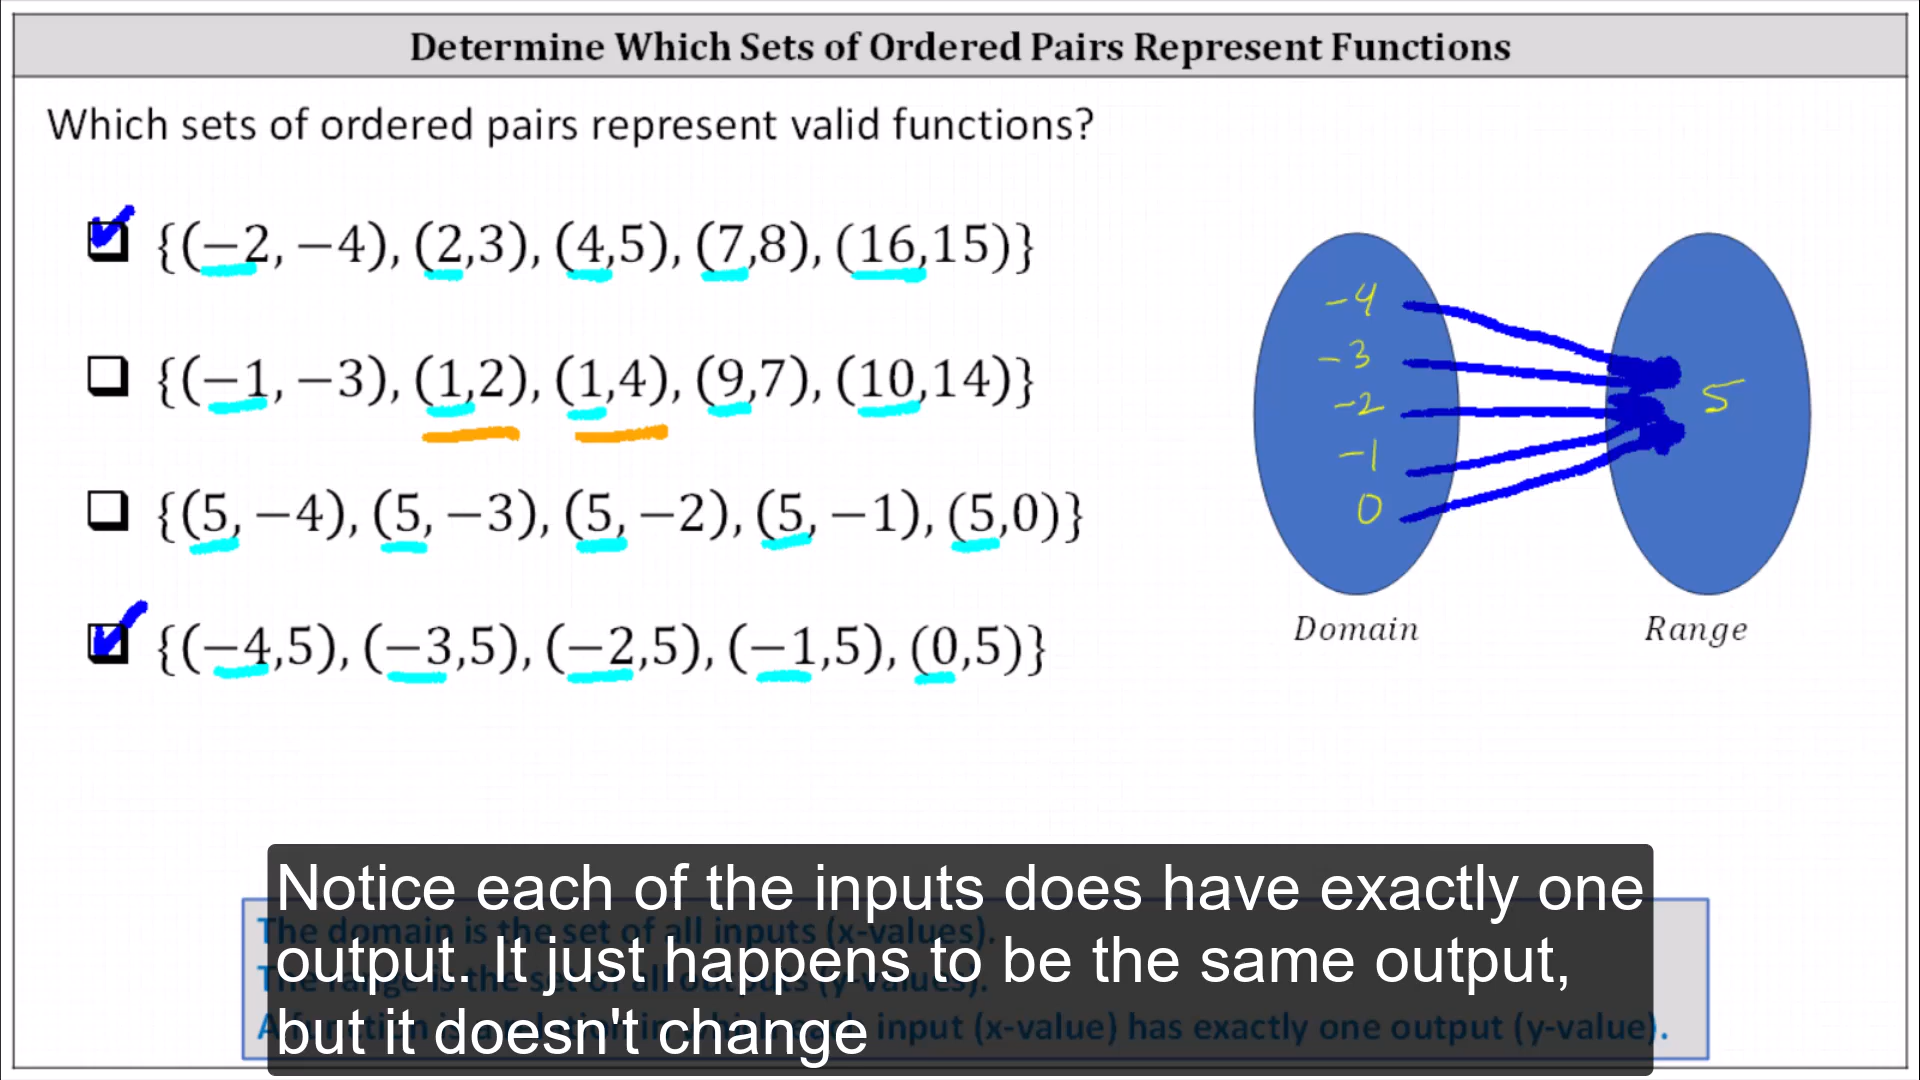 Determine Which Sets of Ordered Pairs Represent Functions
Which sets of ordered pairs represent valid functions?
{(−2, −4), (2,3), (4,5), (7,8), (16,15)}
{(−1, −3), (1,2), (1,4), (9,7), (10,14)}
{(5, −4), (5, −3), (5, −2), (5, −1), (5,0)}
{(−4,5), (−3,5), (−2,5), (−1,5), (0,5)}
-4
-3
-2
-1
0
5
Domain
Range
The domain is the set of all inputs (x-values).
The range is the set of all outputs (y-values).
A function is a relation in which each input (x-value) has exactly one output (y-value).
Notice each of the inputs does have exactly one
output. It just happens to be the same output,
but it doesn't change